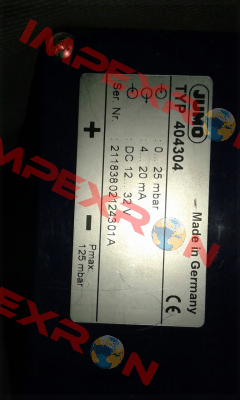 JUMO
Made in Germany
TYP 404304
: 0... 25 mbar
: 4... 20 mA
: DC 12... 32 V
Ser. Nr. : 21183802124301A
CE
+
−
Pmax.
125 mbar
IMPEXRON
IMPEXRON
IMPEXRON